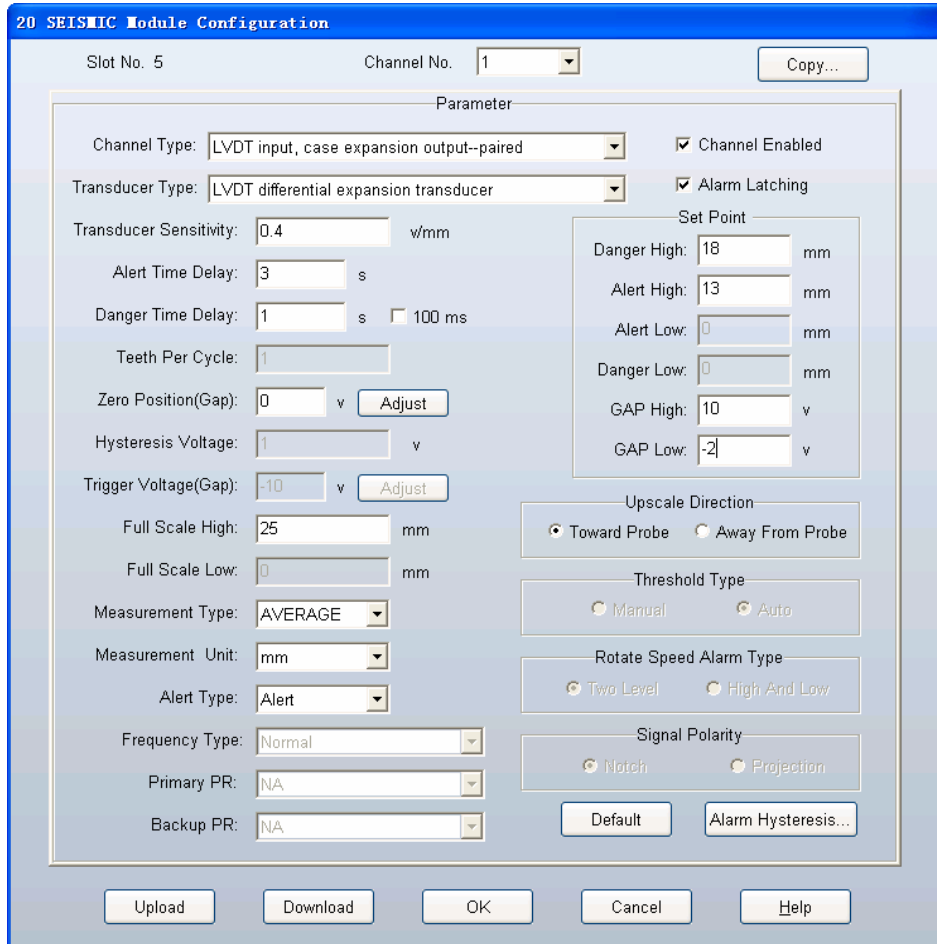 20 SEISMIC Module Configuration
Slot No. 5 Channel No. 1 Copy...
Parameter
Channel Type: LVDT input, case expansion output--paired Channel Enabled
Transducer Type: LVDT differential expansion transducer Alarm Latching
Transducer Sensitivity: 0.4 v/mm
Alert Time Delay: 3 s
Danger Time Delay: 1 s 100 ms
Teeth Per Cycle: 1
Zero Position(Gap): 0 v Adjust
Hysteresis Voltage: 1 v
Trigger Voltage(Gap): -10 v Adjust
Full Scale High: 25 mm
Full Scale Low: 0 mm
Measurement Type: AVERAGE
Measurement Unit: mm
Alert Type: Alert
Frequency Type: Normal
Primary PR: NA
Backup PR: NA
Set Point
Danger High: 18 mm
Alert High: 13 mm
Alert Low: 0 mm
Danger Low: 0 mm
GAP High: 10 v
GAP Low: -2 v
Upscale Direction
Toward Probe Away From Probe
Threshold Type
Manual Auto
Rotate Speed Alarm Type
Two Level High And Low
Signal Polarity
Notch Projection
Default Alarm Hysteresis...
Upload Download OK Cancel Help